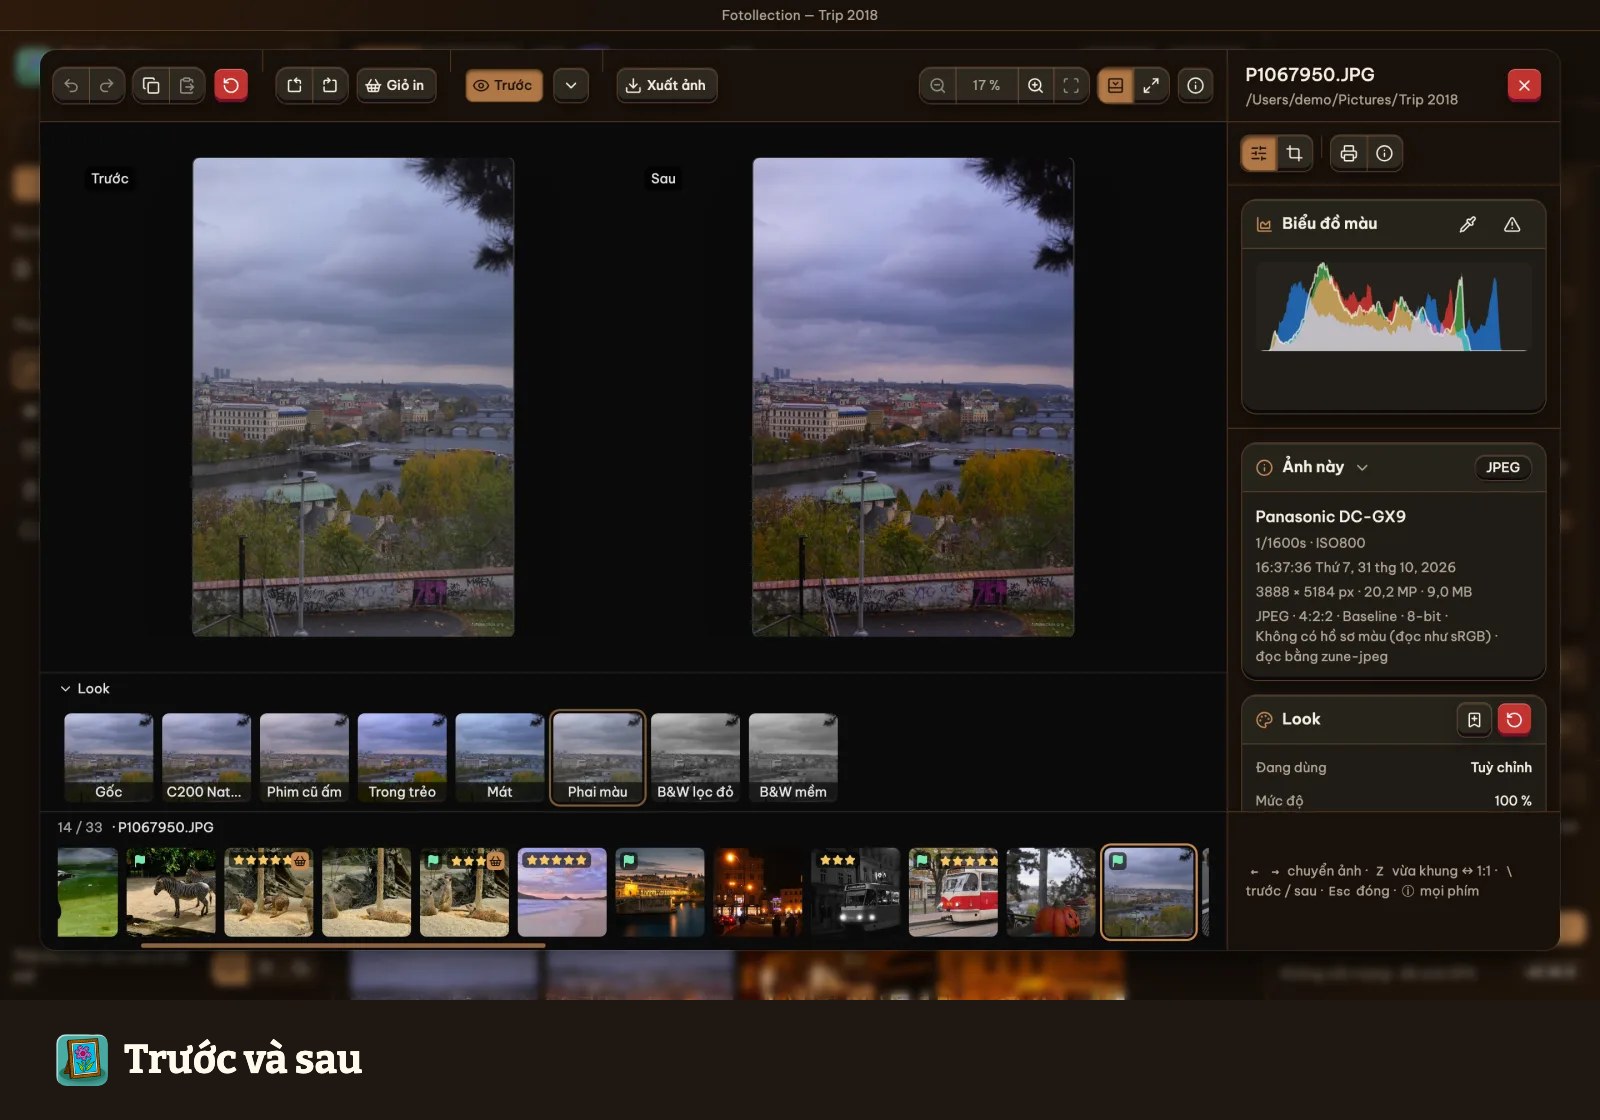 Fotollection — Trip 2018
Giỏ in
Trước
Xuất ảnh
17 %
P1067950.JPG
/Users/demo/Pictures/Trip 2018
Trước
Sau
Biểu đồ màu
Ảnh này
JPEG
Panasonic DC-GX9
1/1600s · ISO800
16:37:36 Thứ 7, 31 thg 10, 2026
3888 × 5184 px · 20,2 MP · 9,0 MB
JPEG · 4:2:2 · Baseline · 8-bit ·
Không có hồ sơ màu (đọc như sRGB) ·
đọc bằng zune-jpeg
Look
Đang dùng
Tuỳ chỉnh
Mức độ
100 %
Look
Gốc
C200 Nat...
Phim cũ ấm
Trong trẻo
Mát
Phai màu
B&W lọc đỏ
B&W mềm
14 / 33 · P1067950.JPG
← → chuyển ảnh · Z vừa khung ↔ 1:1 · \
trước / sau · Esc đóng · ⓘ mọi phím
Trước và sau